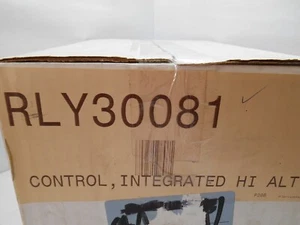 RLY30081
CONTROL, INTEGRATED HI ALT